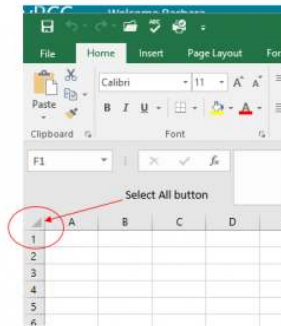 Welcome Barbara
File Home Insert Page Layout
Calibri 11 A A
Paste B I U A
Clipboard Font
F1 fx
Select All button
A B C D
1
2
3
4
5
6